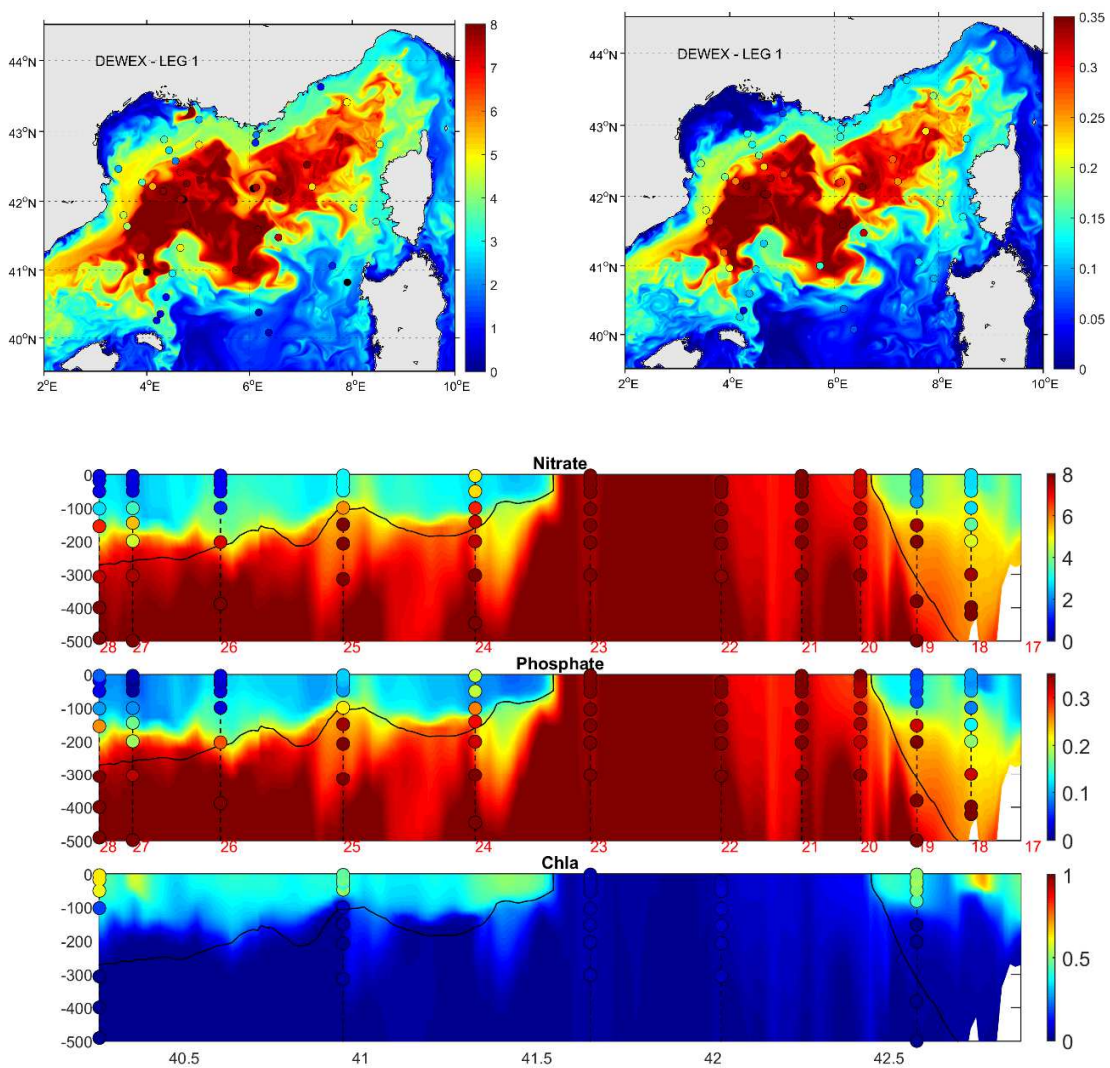 DEWEX - LEG 1
44°N
43°N
42°N
41°N
40°N
2°E 4°E 6°E 8°E 10°E
8
7
6
5
4
3
2
1
0
DEWEX - LEG 1
44°N
43°N
42°N
41°N
40°N
2°E 4°E 6°E 8°E 10°E
0.35
0.3
0.25
0.2
0.15
0.1
0.05
0
Nitrate
0
-100
-200
-300
-400
-500
28 27 26 25 24 23 22 21 20 19 18 17
8
6
4
2
0
Phosphate
0
-100
-200
-300
-400
-500
28 27 26 25 24 23 22 21 20 19 18 17
0.3
0.2
0.1
0
Chla
0
-100
-200
-300
-400
-500
40.5 41 41.5 42 42.5
1
0.5
0